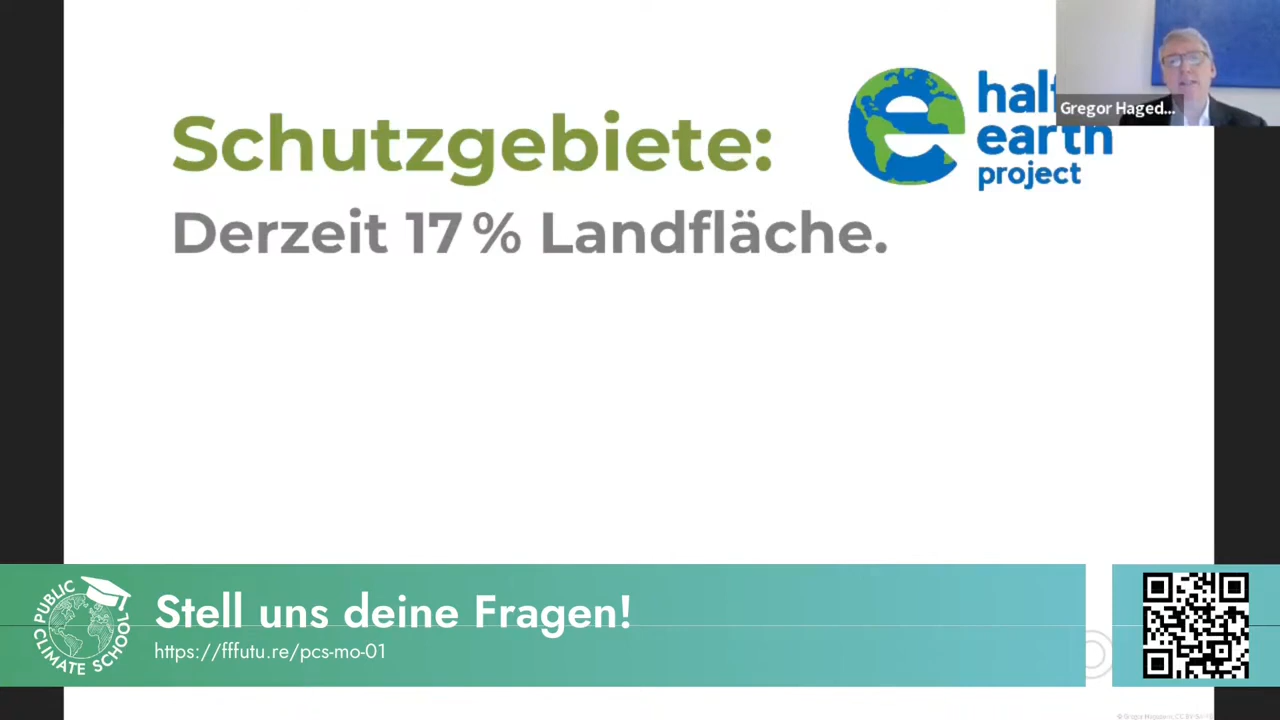 Schutzgebiete:
Derzeit 17 % Landfläche.
half
earth
project
Gregor Haged...
PUBLIC
CLIMATE SCHOOL
Stell uns deine Fragen!
https://fffutu.re/pcs-mo-01